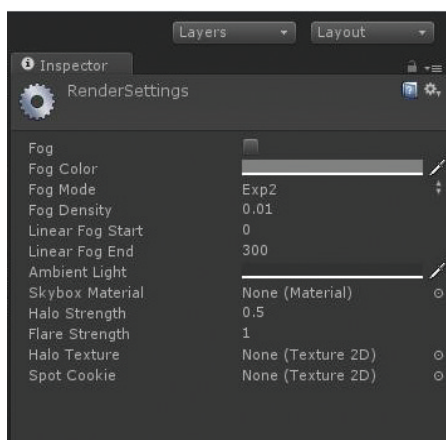 Layers Layout
Inspector
RenderSettings
Fog
Fog Color
Fog Mode Exp2
Fog Density 0.01
Linear Fog Start 0
Linear Fog End 300
Ambient Light
Skybox Material None (Material)
Halo Strength 0.5
Flare Strength 1
Halo Texture None (Texture 2D)
Spot Cookie None (Texture 2D)